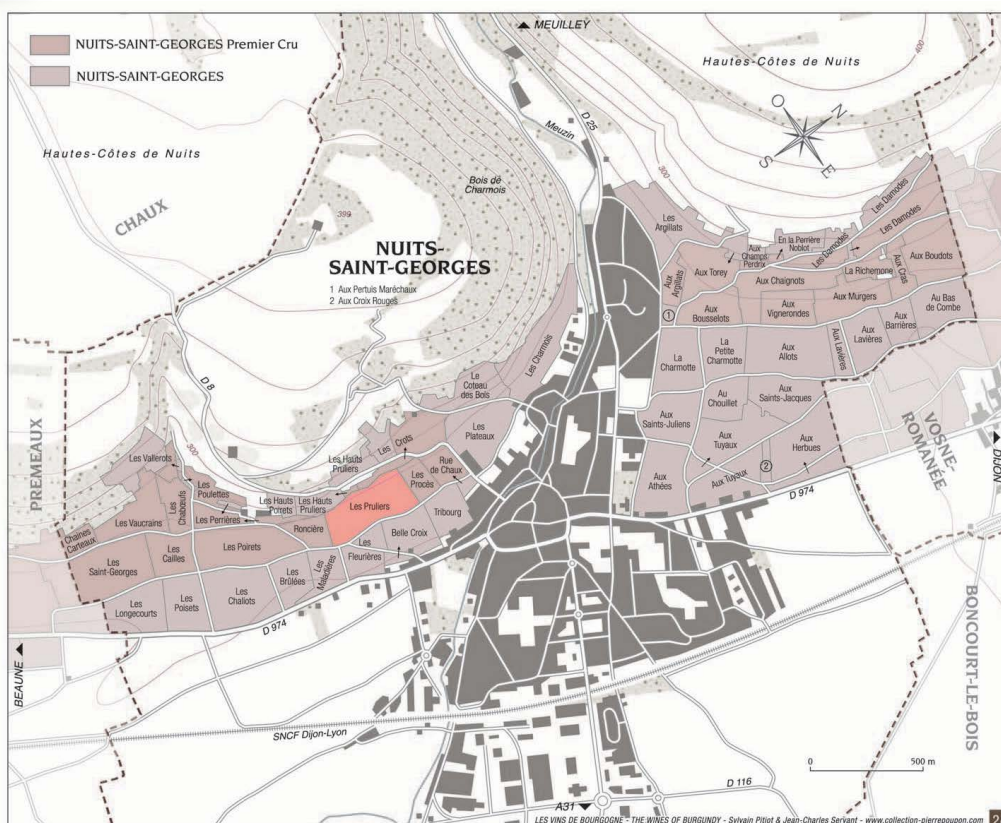 NUITS-SAINT-GEORGES Premier Cru
NUITS-SAINT-GEORGES
MEUILLEY
Hautes-Côtes de Nuits
Hautes-Côtes de Nuits
400
N
O
S
E
D 25
Meuzin
300
Bois de
Charmois
399
CHAUX
NUITS-
SAINT-GEORGES
1 Aux Pertuis Maréchaux
2 Aux Croix Rouges
D 8
PREMEAUX
300
Les Argillats
Aux Argillats
1
Aux Torey
Aux
Champs
Perdrix
En la Perrière
Noblot
Les Damodes
Les Damodes
Les Damodes
La Richemone
Aux Cras
Aux Boudots
Aux Chaignots
Aux Murgers
Aux
Bousselots
Aux
Vignerondes
La
Charmotte
La
Petite
Charmotte
Aux
Allots
Aux Lavières
Aux
Lavières
Aux
Barrières
Au Bas
de Combe
Au
Chouillet
Aux
Saints-Jacques
Aux
Saints-Juliens
Aux
Tuyaux
Aux
Herbues
Aux
Athées
Aux Tuyaux
2
D 974
VOSNE-
ROMANÉE
DIJON
Les Charmois
Le
Coteau
des Bois
Les
Plateaux
Les Crots
Rue
de Chaux
Les
Procès
Les Hauts
Pruliers
Les Hauts
Pruliers
Les Pruliers
Tribourg
Belle Croix
Les
Fleurières
Les Vallerots
Les
Poulettes
Les Chabœufs
Les Hauts
Poirets
Les Perrières
Roncière
Les Vaucrains
Chaines
Carteaux
Les
Saint-Georges
Les
Cailles
Les Poirets
Les
Maladières
Les
Brûlées
Les
Longecourts
Les
Poisets
Les
Chaliots
D 974
BEAUNE
SNCF Dijon-Lyon
BONCOURT-LE-BOIS
0
500 m
D 116
A31
LES VINS DE BOURGOGNE - THE WINES OF BURGUNDY - Sylvain Pitiot & Jean-Charles Servant - www.collection-pierrepoupon.com
2